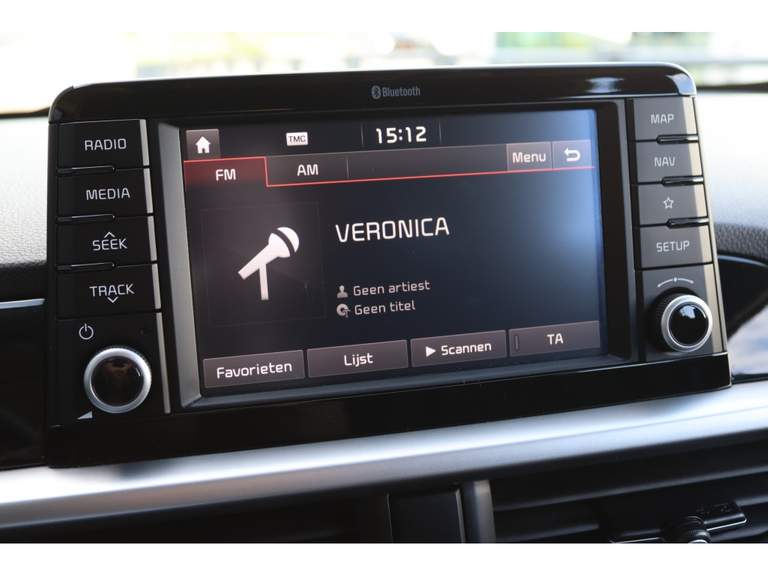 Bluetooth
RADIO
MEDIA
SEEK
TRACK
TMC
15:12
FM
AM
Menu
VERONICA
Geen artiest
Geen titel
Favorieten
Lijst
Scannen
TA
MAP
NAV
SETUP